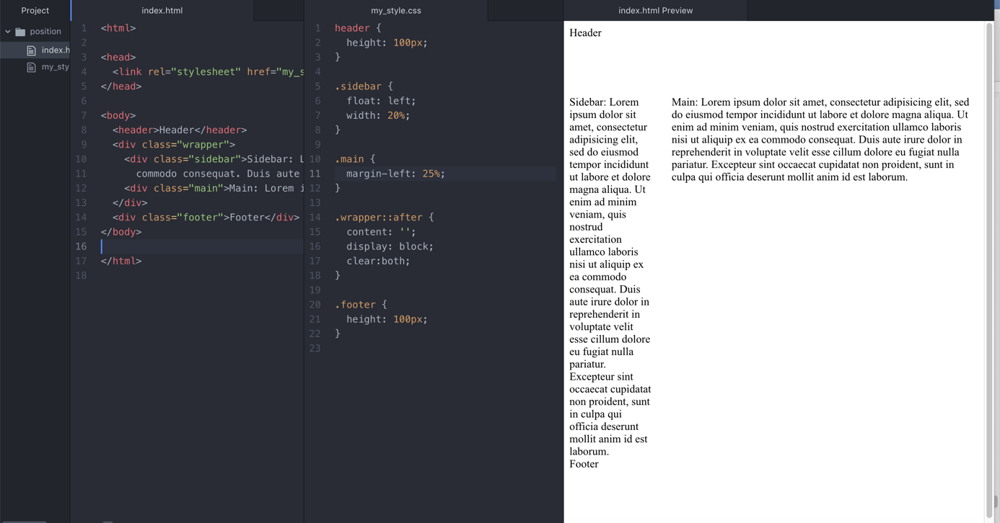 Project
position
index.h
my_sty
index.html
1 <html>
2
3 <head>
4 <link rel="stylesheet" href="my_s
5 </head>
6
7 <body>
8 <header>Header</header>
9 <div class="wrapper">
10 <div class="sidebar">Sidebar: L
11 commodo consequat. Duis aute
12 <div class="main">Main: Lorem i
13 </div>
14 <div class="footer">Footer</div>
15 </body>
16
17 </html>
18
my_style.css
1 header {
2 height: 100px;
3 }
4
5 .sidebar {
6 float: left;
7 width: 20%;
8 }
9
10 .main {
11 margin-left: 25%;
12 }
13
14 .wrapper::after {
15 content: '';
16 display: block;
17 clear:both;
18 }
19
20 .footer {
21 height: 100px;
22 }
23
index.html Preview
Header
Sidebar: Lorem
ipsum dolor sit
amet, consectetur
adipisicing elit,
sed do eiusmod
tempor incididunt
ut labore et dolore
magna aliqua. Ut
enim ad minim
veniam, quis
nostrud
exercitation
ullamco laboris
nisi ut aliquip ex
ea commodo
consequat. Duis
aute irure dolor in
reprehenderit in
voluptate velit
esse cillum dolore
eu fugiat nulla
pariatur.
Excepteur sint
occaecat cupidatat
non proident, sunt
in culpa qui
officia deserunt
mollit anim id est
laborum.
Main: Lorem ipsum dolor sit amet, consectetur adipisicing elit, sed
do eiusmod tempor incididunt ut labore et dolore magna aliqua. Ut
enim ad minim veniam, quis nostrud exercitation ullamco laboris
nisi ut aliquip ex ea commodo consequat. Duis aute irure dolor in
reprehenderit in voluptate velit esse cillum dolore eu fugiat nulla
pariatur. Excepteur sint occaecat cupidatat non proident, sunt in
culpa qui officia deserunt mollit anim id est laborum.
Footer